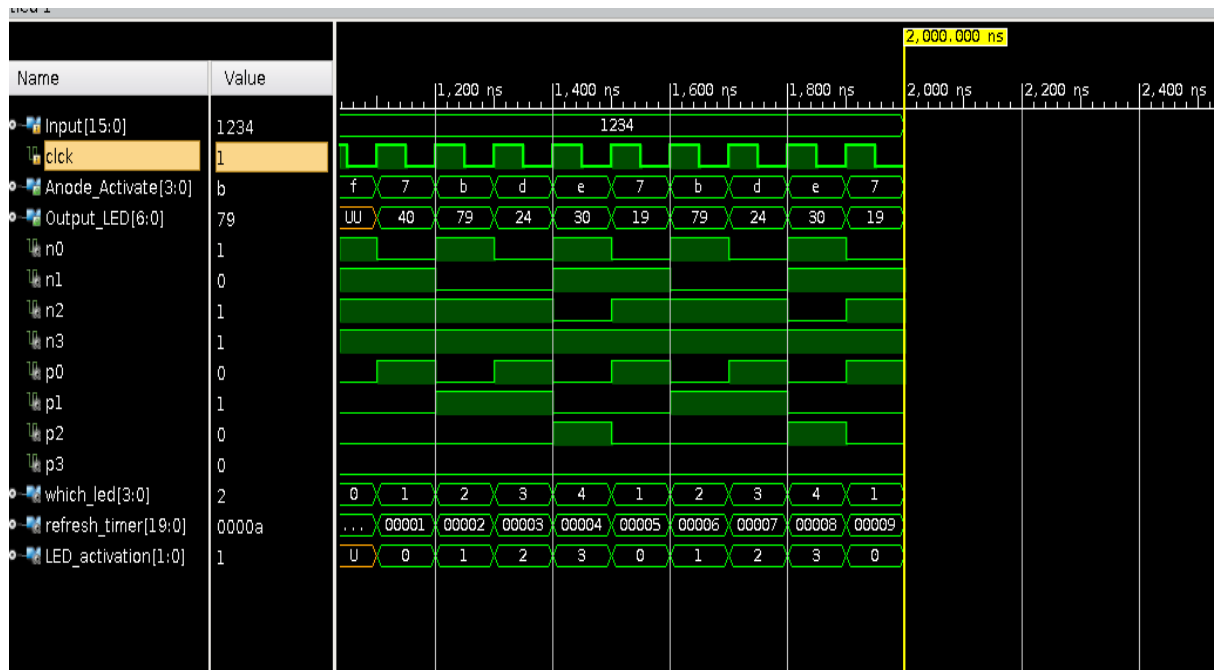 2,000.000 ns
Name Value
1,200 ns 1,400 ns 1,600 ns 1,800 ns 2,000 ns 2,200 ns 2,400 ns
Input[15:0] 1234 1234
clck 1
Anode_Activate[3:0] b f 7 b d e 7 b d e 7
Output_LED[6:0] 79 UU 40 79 24 30 19 79 24 30 19
n0 1
n1 0
n2 1
n3 1
p0 0
p1 1
p2 0
p3 0
which_led[3:0] 2 0 1 2 3 4 1 2 3 4 1
refresh_timer[19:0] 0000a ... 00001 00002 00003 00004 00005 00006 00007 00008 00009
LED_activation[1:0] 1 U 0 1 2 3 0 1 2 3 0